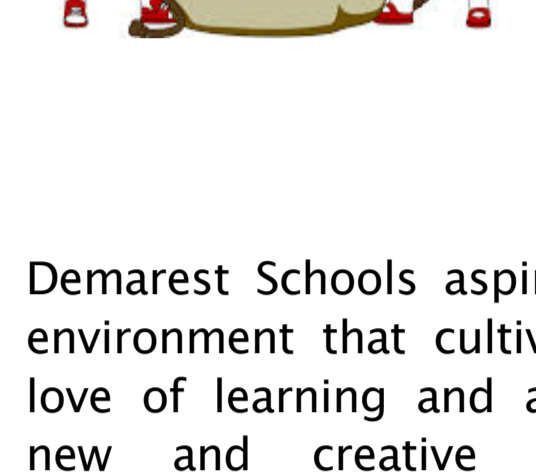 Demarest Schools
environment that
love of learning and
new and creative